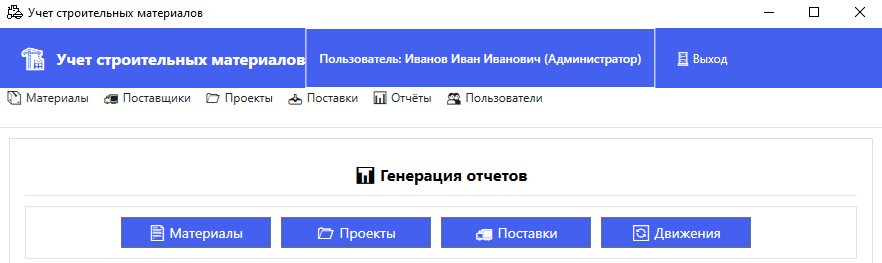 Учет строительных материалов
Учет строительных материалов Пользователь: Иванов Иван Иванович (Администратор) Выход
Материалы Поставщики Проекты Поставки Отчёты Пользователи
Генерация отчетов
Материалы Проекты Поставки Движения